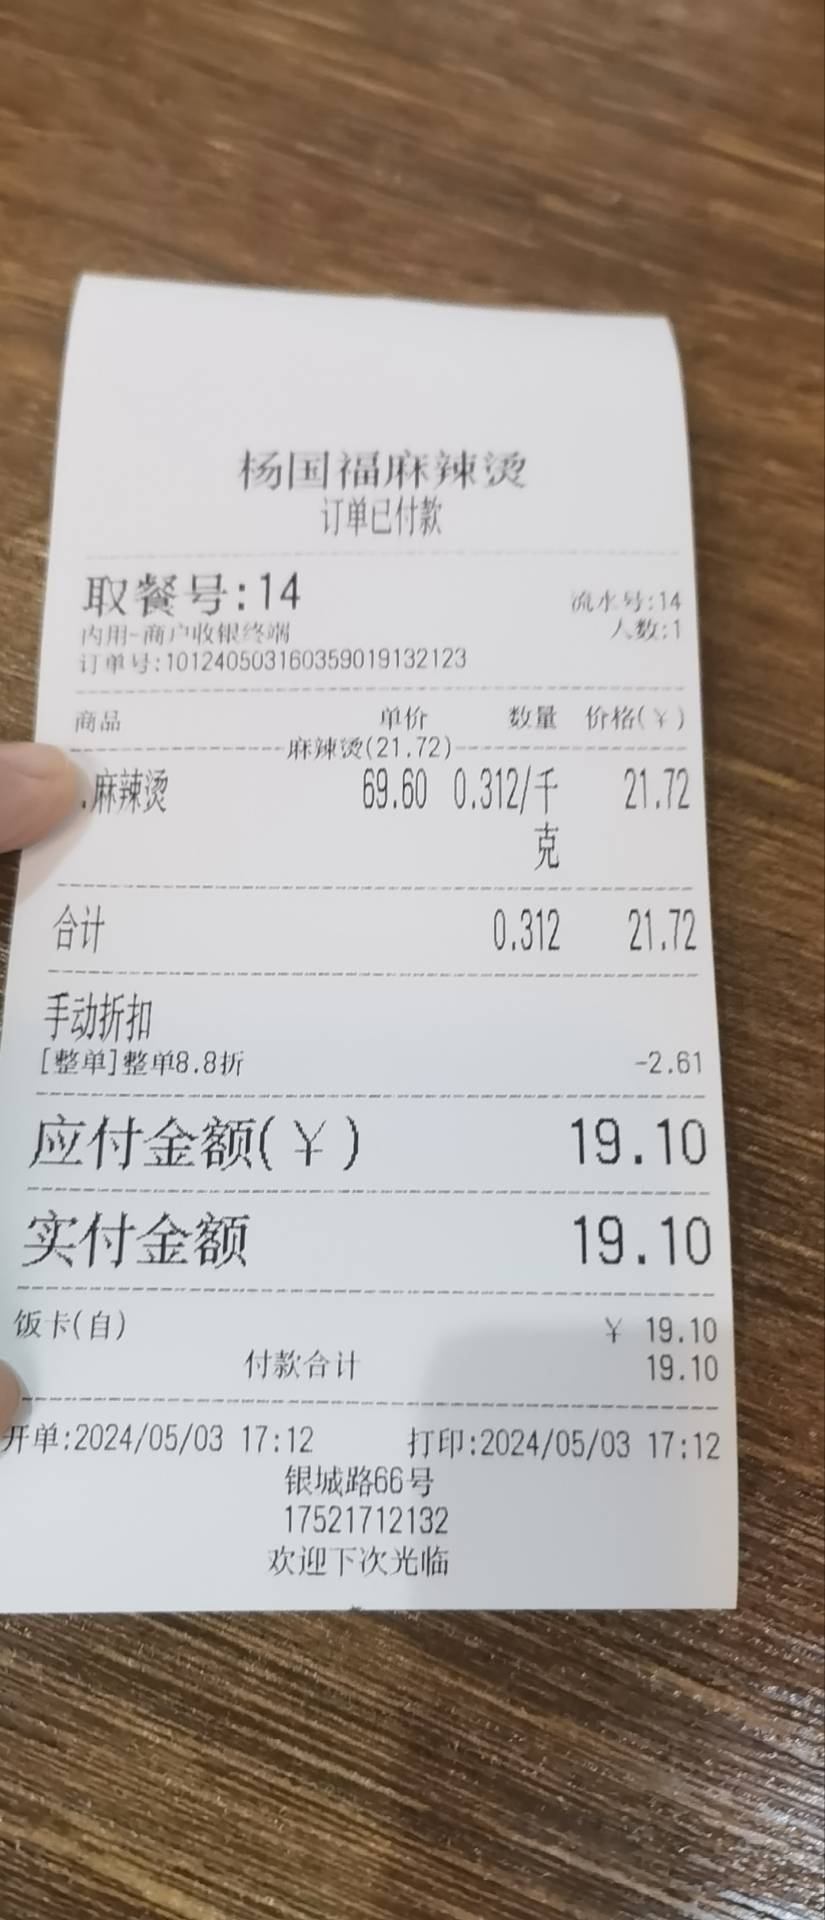 杨国福麻辣烫
订单已付款
取餐号:14 流水号:14
内用-商户收银终端 人数:1
订单号:101240503160359019132123
商品 单价 数量 价格(¥)
麻辣烫(21.72)
.麻辣烫 69.60 0.312/千 21.72
克
合计 0.312 21.72
手动折扣
[整单]整单8.8折 -2.61
应付金额(¥) 19.10
实付金额 19.10
饭卡(自) ¥ 19.10
付款合计 19.10
开单:2024/05/03 17:12 打印:2024/05/03 17:12
银城路66号
17521712132
欢迎下次光临